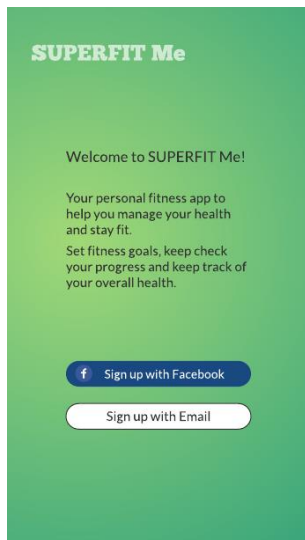 SUPERFIT Me
Welcome to SUPERFIT Me!
Your personal fitness app to
help you manage your health
and stay fit.
Set fitness goals, keep check
your progress and keep track of
your overall health.
f Sign up with Facebook
Sign up with Email